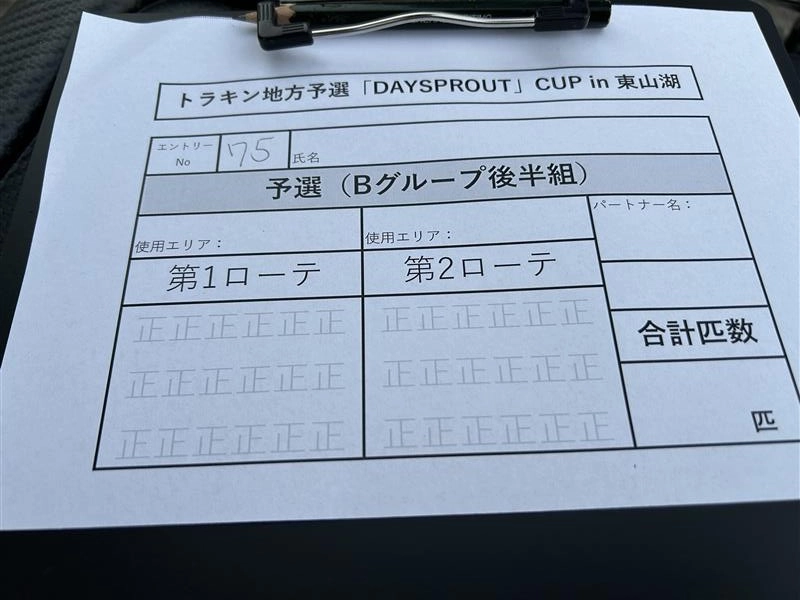 トラキン地方予選「DAYSPROUT」CUP in 東山湖
エントリー
No
75
氏名
予選（Bグループ後半組）
使用エリア：
使用エリア：
パートナー名：
第1ローテ
第2ローテ
正正正正正正
正正正正正正
正正正正正正
正正正正正正
正正正正正正
正正正正正正
合計匹数
匹